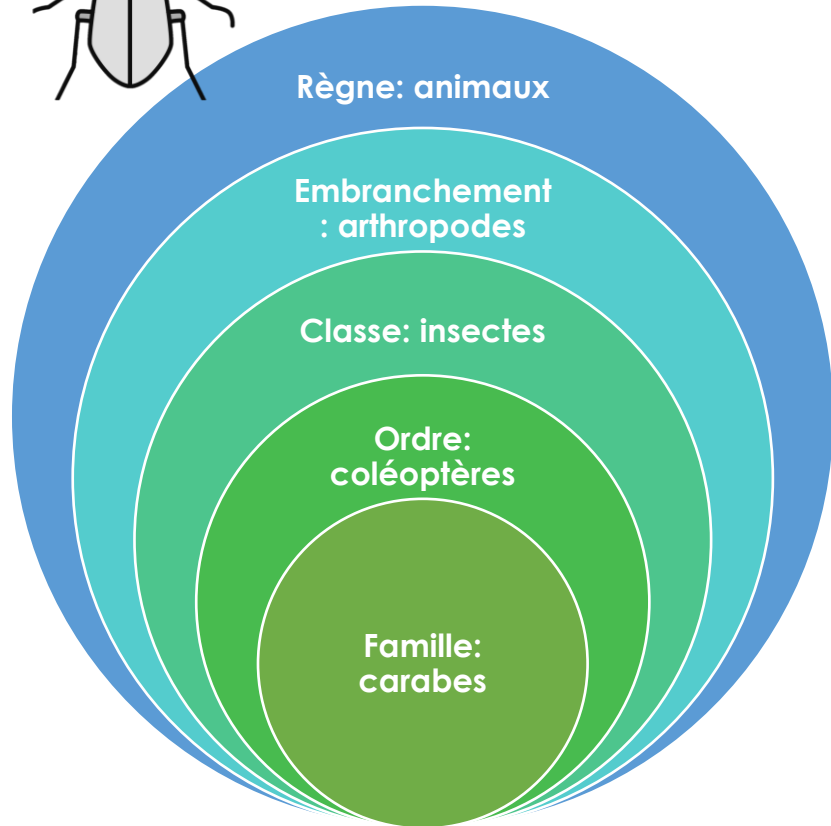 Règne: animaux
Embranchement
: arthropodes
Classe: insectes
Ordre:
coléoptères
Famille:
carabes